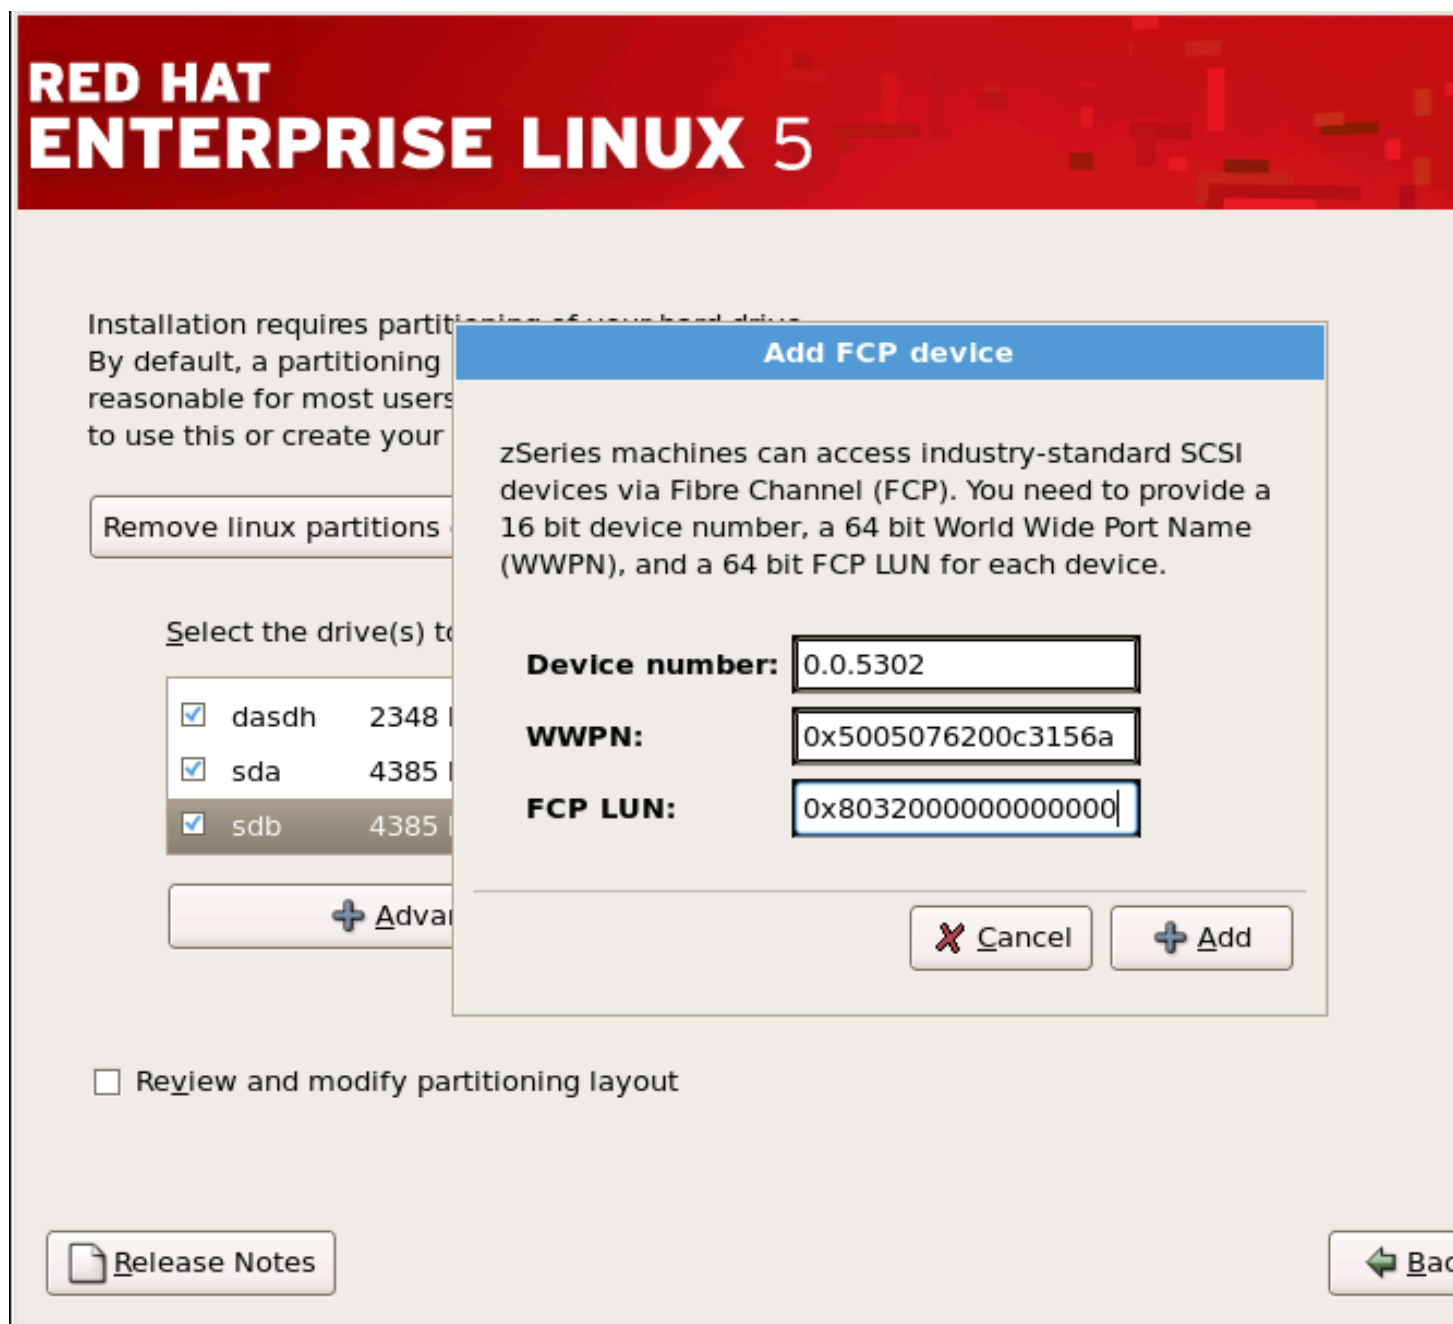 RED HAT
ENTERPRISE LINUX 5
Installation requires
By default, a partitioning
reasonable for most users
to use this or create your
Remove linux partitions
Select the drive(s)
dasdh 2348
sda 4385
sdb 4385
Add FCP device
zSeries machines can access industry-standard SCSI
devices via Fibre Channel (FCP). You need to provide a
16 bit device number, a 64 bit World Wide Port Name
(WWPN), and a 64 bit FCP LUN for each device.
Device number: 0.0.5302
WWPN: 0x5005076200c3156a
FCP LUN: 0x8032000000000000
Cancel
Add
Review and modify partitioning layout
Release Notes